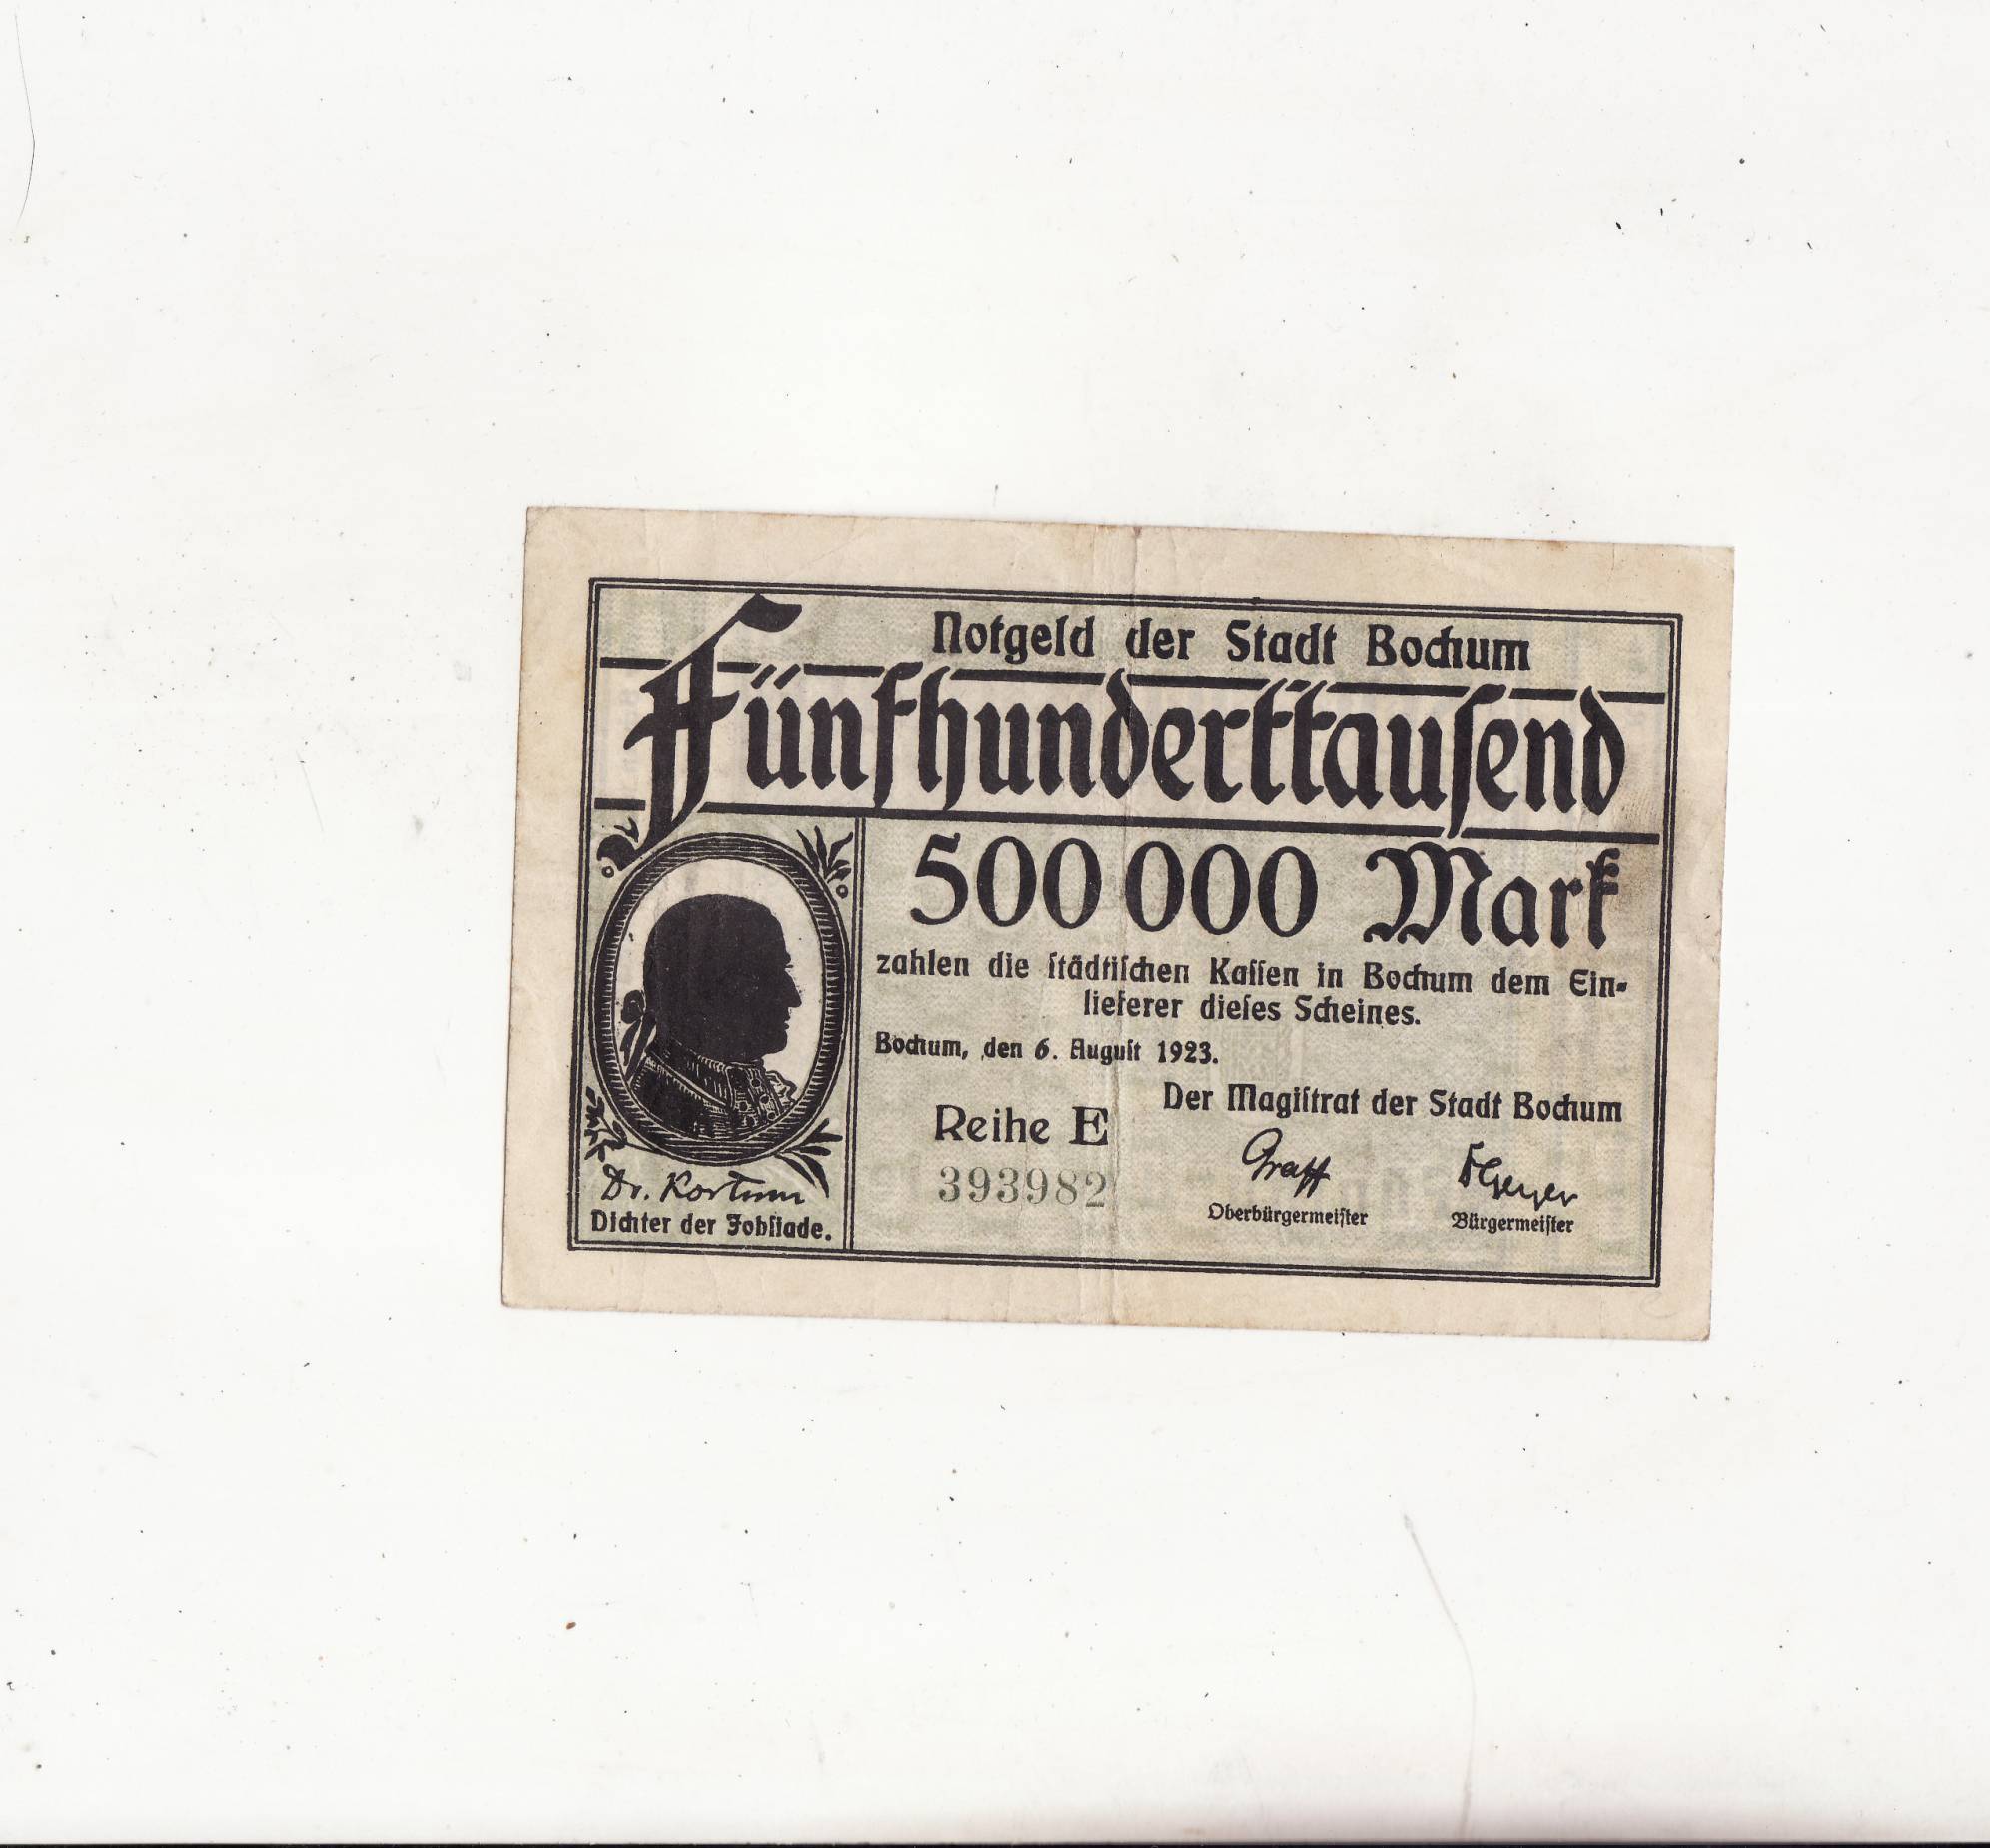 Notgeld der Stadt Bochum
Fünfhunderttauſend
500 000 Mark
zahlen die ſtädtiſchen Kaſſen in Bochum dem Ein-
lieferer dieſes Scheines.
Bochum, den 6. Auguſt 1923.
Der Magiſtrat der Stadt Bochum
Reihe E
393982
Graff
Oberbürgermeiſter
Geyer
Bürgermeiſter
Dr. Kortum
Dichter der Jobſiade.